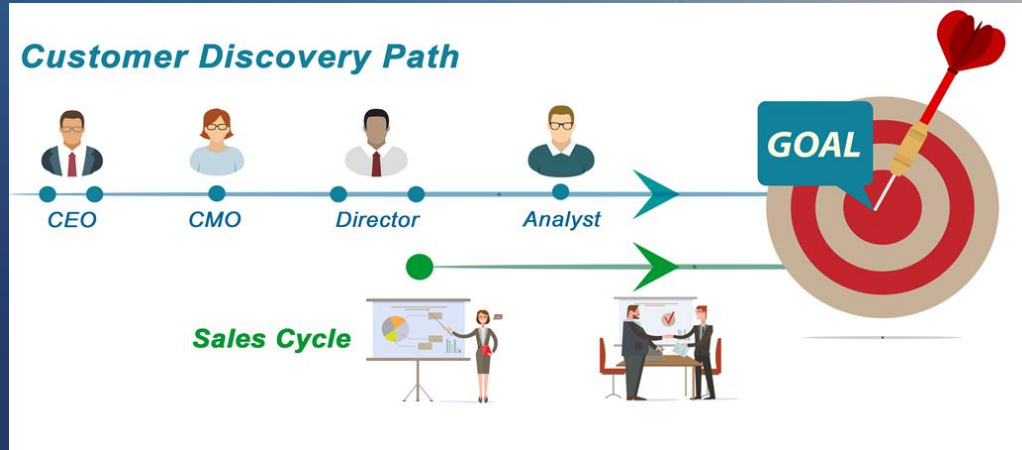 Customer Discovery Path
GOAL
CEO
CMO
Director
Analyst
Sales Cycle